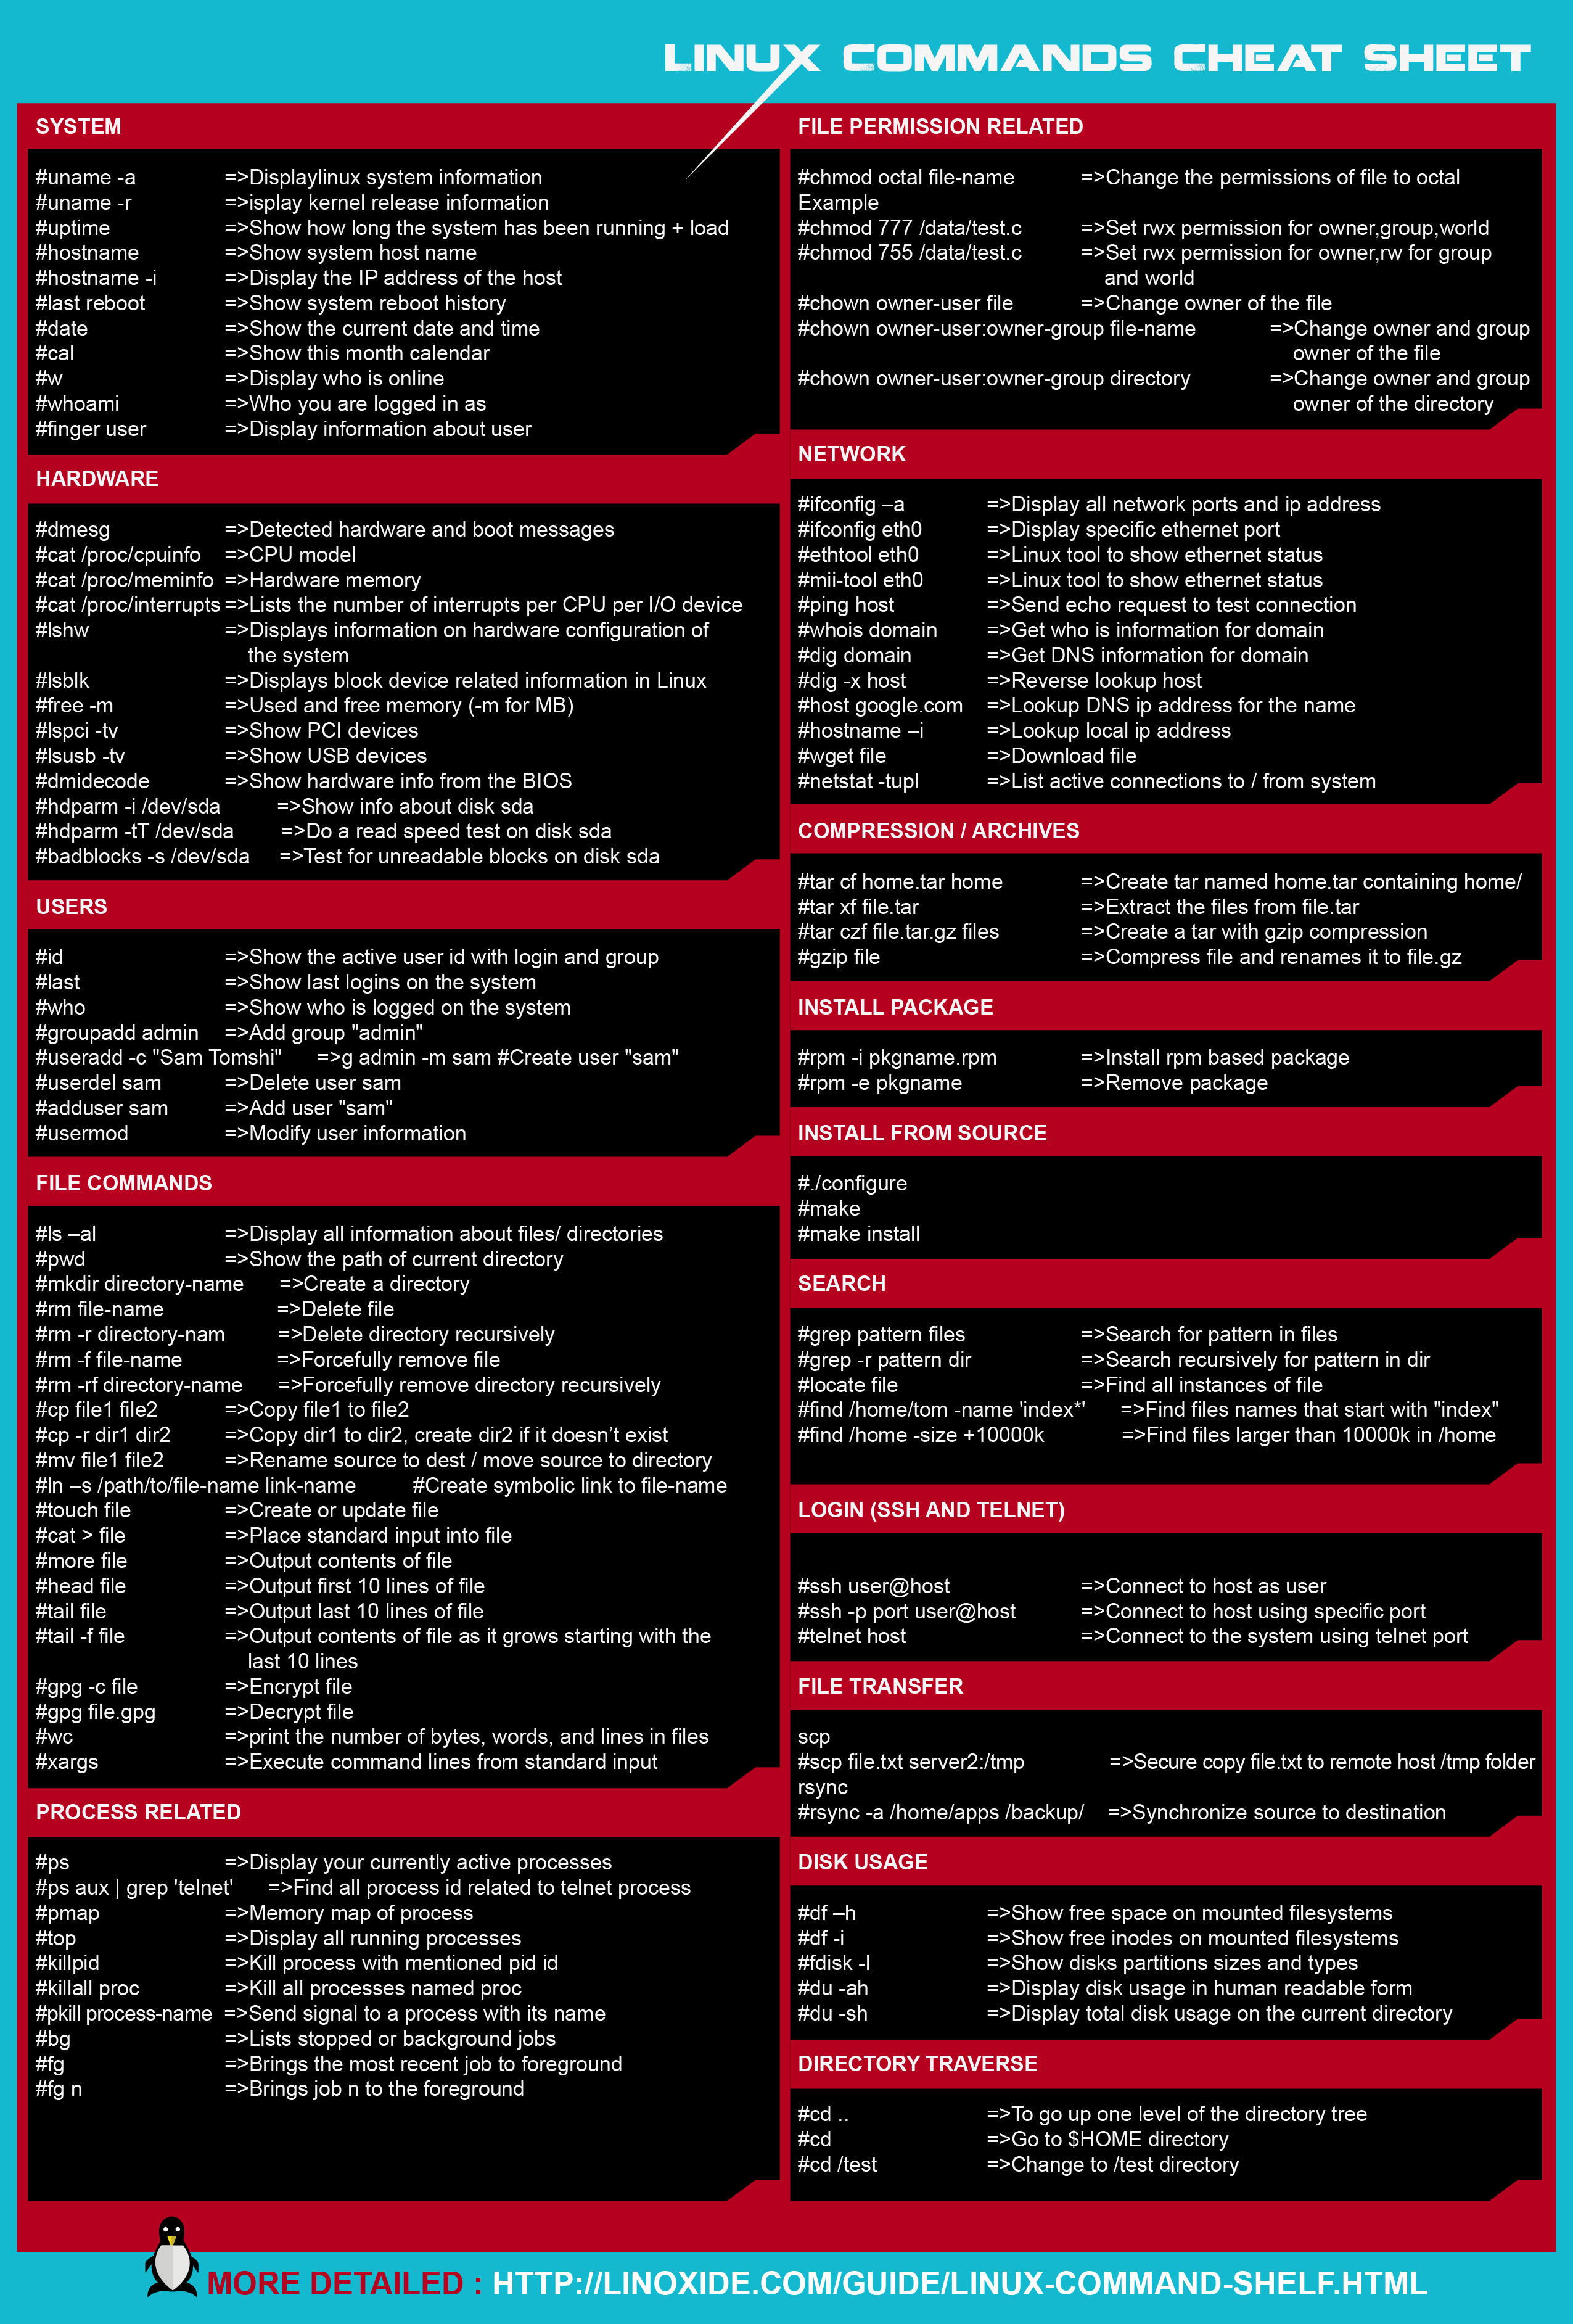 LINUX COMMANDS CHEAT SHEET
SYSTEM
#uname -a =>Displaylinux system information
#uname -r =>isplay kernel release information
#uptime =>Show how long the system has been running + load
#hostname =>Show system host name
#hostname -i =>Display the IP address of the host
#last reboot =>Show system reboot history
#date =>Show the current date and time
#cal =>Show this month calendar
#w =>Display who is online
#whoami =>Who you are logged in as
#finger user =>Display information about user
HARDWARE
#dmesg =>Detected hardware and boot messages
#cat /proc/cpuinfo =>CPU model
#cat /proc/meminfo =>Hardware memory
#cat /proc/interrupts =>Lists the number of interrupts per CPU per I/O device
#lshw =>Displays information on hardware configuration of
the system
#lsblk =>Displays block device related information in Linux
#free -m =>Used and free memory (-m for MB)
#lspci -tv =>Show PCI devices
#lsusb -tv =>Show USB devices
#dmidecode =>Show hardware info from the BIOS
#hdparm -i /dev/sda =>Show info about disk sda
#hdparm -tT /dev/sda =>Do a read speed test on disk sda
#badblocks -s /dev/sda =>Test for unreadable blocks on disk sda
USERS
#id =>Show the active user id with login and group
#last =>Show last logins on the system
#who =>Show who is logged on the system
#groupadd admin =>Add group "admin"
#useradd -c "Sam Tomshi" =>g admin -m sam #Create user "sam"
#userdel sam =>Delete user sam
#adduser sam =>Add user "sam"
#usermod =>Modify user information
FILE COMMANDS
#ls –al =>Display all information about files/ directories
#pwd =>Show the path of current directory
#mkdir directory-name =>Create a directory
#rm file-name =>Delete file
#rm -r directory-nam =>Delete directory recursively
#rm -f file-name =>Forcefully remove file
#rm -rf directory-name =>Forcefully remove directory recursively
#cp file1 file2 =>Copy file1 to file2
#cp -r dir1 dir2 =>Copy dir1 to dir2, create dir2 if it doesn’t exist
#mv file1 file2 =>Rename source to dest / move source to directory
#ln –s /path/to/file-name link-name #Create symbolic link to file-name
#touch file =>Create or update file
#cat > file =>Place standard input into file
#more file =>Output contents of file
#head file =>Output first 10 lines of file
#tail file =>Output last 10 lines of file
#tail -f file =>Output contents of file as it grows starting with the
last 10 lines
#gpg -c file =>Encrypt file
#gpg file.gpg =>Decrypt file
#wc =>print the number of bytes, words, and lines in files
#xargs =>Execute command lines from standard input
PROCESS RELATED
#ps =>Display your currently active processes
#ps aux | grep 'telnet' =>Find all process id related to telnet process
#pmap =>Memory map of process
#top =>Display all running processes
#killpid =>Kill process with mentioned pid id
#killall proc =>Kill all processes named proc
#pkill process-name =>Send signal to a process with its name
#bg =>Lists stopped or background jobs
#fg =>Brings the most recent job to foreground
#fg n =>Brings job n to the foreground
FILE PERMISSION RELATED
#chmod octal file-name =>Change the permissions of file to octal
Example
#chmod 777 /data/test.c =>Set rwx permission for owner,group,world
#chmod 755 /data/test.c =>Set rwx permission for owner,rw for group
and world
#chown owner-user file =>Change owner of the file
#chown owner-user:owner-group file-name =>Change owner and group
owner of the file
#chown owner-user:owner-group directory =>Change owner and group
owner of the directory
NETWORK
#ifconfig –a =>Display all network ports and ip address
#ifconfig eth0 =>Display specific ethernet port
#ethtool eth0 =>Linux tool to show ethernet status
#mii-tool eth0 =>Linux tool to show ethernet status
#ping host =>Send echo request to test connection
#whois domain =>Get who is information for domain
#dig domain =>Get DNS information for domain
#dig -x host =>Reverse lookup host
#host google.com =>Lookup DNS ip address for the name
#hostname –i =>Lookup local ip address
#wget file =>Download file
#netstat -tupl =>List active connections to / from system
COMPRESSION / ARCHIVES
#tar cf home.tar home =>Create tar named home.tar containing home/
#tar xf file.tar =>Extract the files from file.tar
#tar czf file.tar.gz files =>Create a tar with gzip compression
#gzip file =>Compress file and renames it to file.gz
INSTALL PACKAGE
#rpm -i pkgname.rpm =>Install rpm based package
#rpm -e pkgname =>Remove package
INSTALL FROM SOURCE
#./configure
#make
#make install
SEARCH
#grep pattern files =>Search for pattern in files
#grep -r pattern dir =>Search recursively for pattern in dir
#locate file =>Find all instances of file
#find /home/tom -name 'index*' =>Find files names that start with "index"
#find /home -size +10000k =>Find files larger than 10000k in /home
LOGIN (SSH AND TELNET)
#ssh user@host =>Connect to host as user
#ssh -p port user@host =>Connect to host using specific port
#telnet host =>Connect to the system using telnet port
FILE TRANSFER
scp
#scp file.txt server2:/tmp =>Secure copy file.txt to remote host /tmp folder
rsync
#rsync -a /home/apps /backup/ =>Synchronize source to destination
DISK USAGE
#df –h =>Show free space on mounted filesystems
#df -i =>Show free inodes on mounted filesystems
#fdisk -l =>Show disks partitions sizes and types
#du -ah =>Display disk usage in human readable form
#du -sh =>Display total disk usage on the current directory
DIRECTORY TRAVERSE
#cd .. =>To go up one level of the directory tree
#cd =>Go to $HOME directory
#cd /test =>Change to /test directory
MORE DETAILED : HTTP://LINOXIDE.COM/GUIDE/LINUX-COMMAND-SHELF.HTML